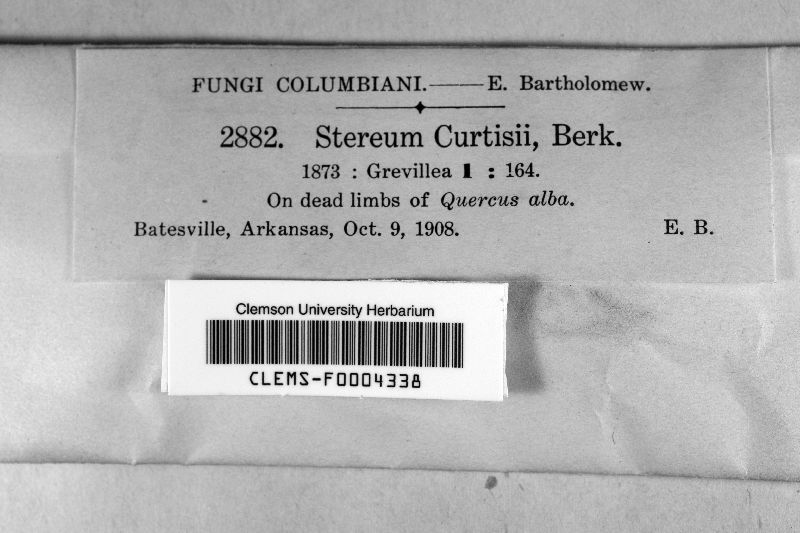 FUNGI COLUMBIANI.——E. Bartholomew.
2882. Stereum Curtisii, Berk.
1873 : Grevillea 1 : 164.
On dead limbs of Quercus alba.
Batesville, Arkansas, Oct. 9, 1908. E. B.
Clemson University Herbarium
CLEMS-F0004338